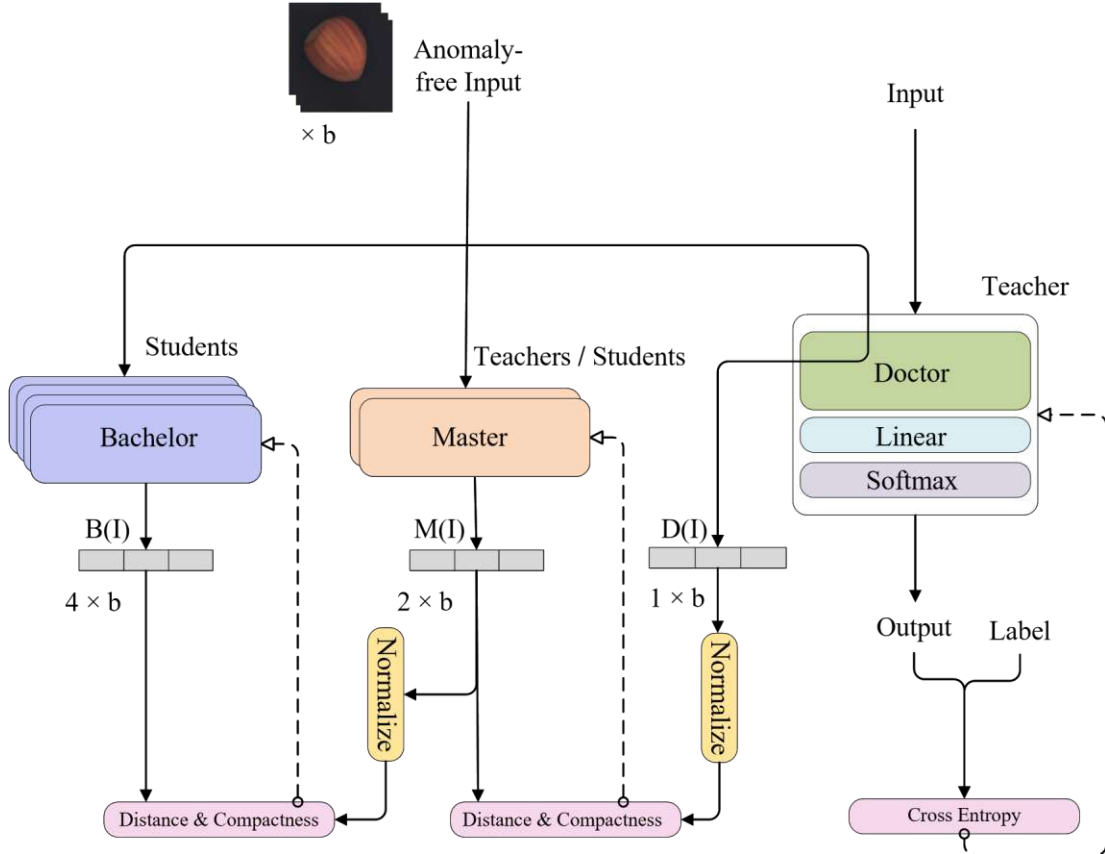 Anomaly-
free Input
× b
Input
Teacher
Students
Teachers / Students
Doctor
Bachelor
Master
Linear
Softmax
B(I)
M(I)
D(I)
4 × b
2 × b
1 × b
Normalize
Normalize
Output
Label
Distance & Compactness
Distance & Compactness
Cross Entropy